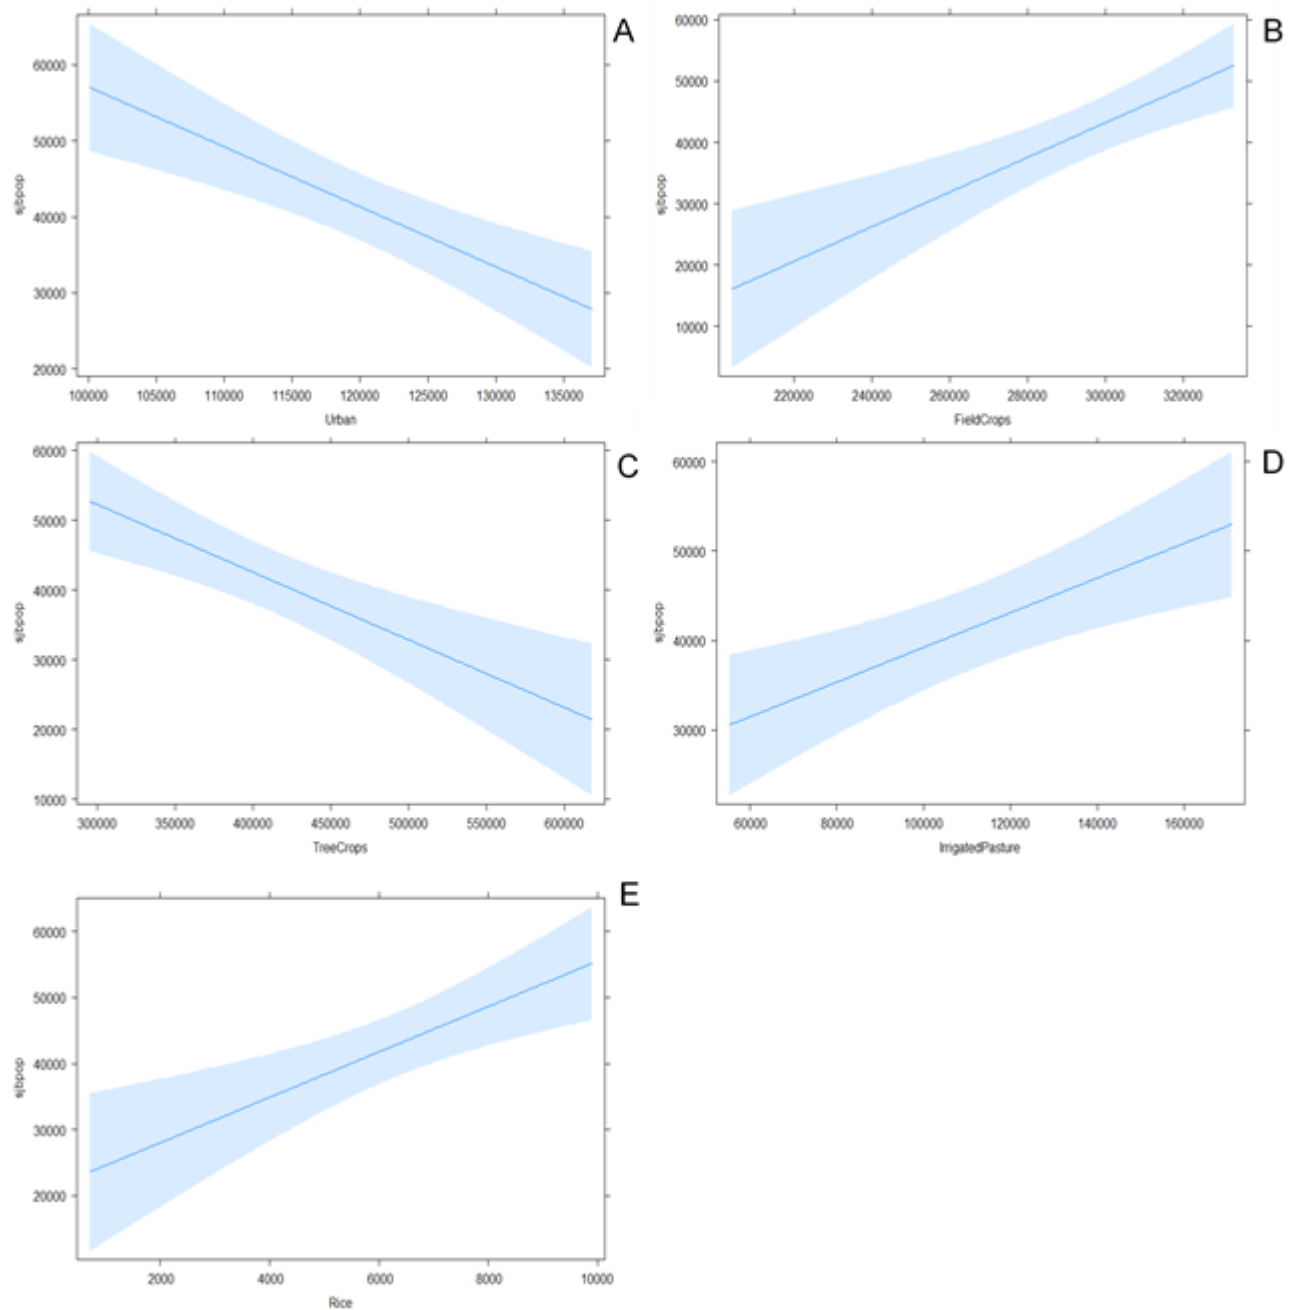 A
60000
50000
40000
30000
20000
sjbpop
100000 105000 110000 115000 120000 125000 130000 135000
Urban
B
60000
50000
40000
30000
20000
10000
sjbpop
220000 240000 260000 280000 300000 320000
FieldCrops
C
60000
50000
40000
30000
20000
10000
sjbpop
300000 350000 400000 450000 500000 550000 600000
TreeCrops
D
60000
50000
40000
30000
sjbpop
60000 80000 100000 120000 140000 160000
IrrigatedPasture
E
60000
50000
40000
30000
20000
sjbpop
2000 4000 6000 8000 10000
Rice